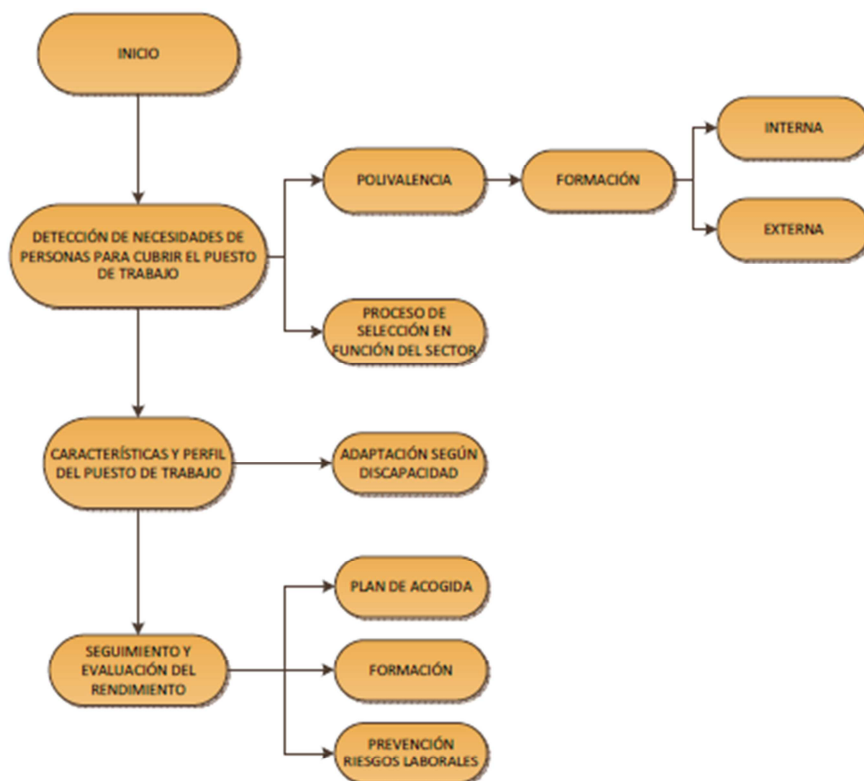 INICIO
DETECCIÓN DE NECESIDADES DE
PERSONAS PARA CUBRIR EL PUESTO
DE TRABAJO
POLIVALENCIA
FORMACIÓN
INTERNA
EXTERNA
PROCESO DE
SELECCIÓN EN
FUNCIÓN DEL SECTOR
CARACTERÍSTICAS Y PERFIL
DEL PUESTO DE TRABAJO
ADAPTACIÓN SEGÚN
DISCAPACIDAD
SEGUIMIENTO Y
EVALUACIÓN DEL
RENDIMIENTO
PLAN DE ACOGIDA
FORMACIÓN
PREVENCIÓN
RIESGOS LABORALES